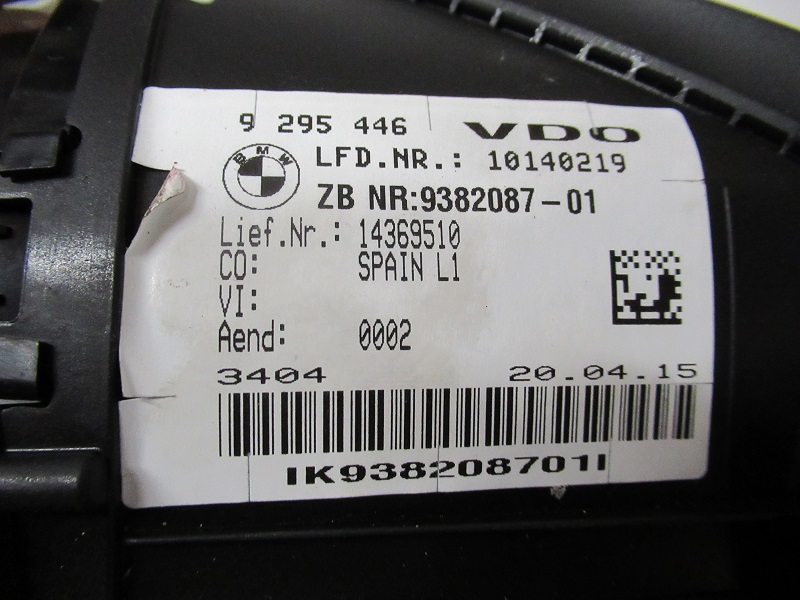 9 295 446 VDO
BMW
LFD.NR.: 10140219
ZB NR:9382087-01
Lief.Nr.: 14369510
CO: SPAIN L1
VI:
Aend: 0002
3404 20.04.15
IK9382087011